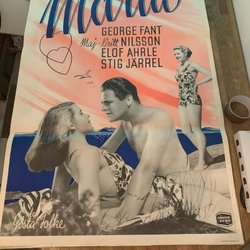 Maria
GEORGE FANT
Maj-Britt NILSSON
ELOF AHRLE
STIG JÄRREL
Gösta Folke